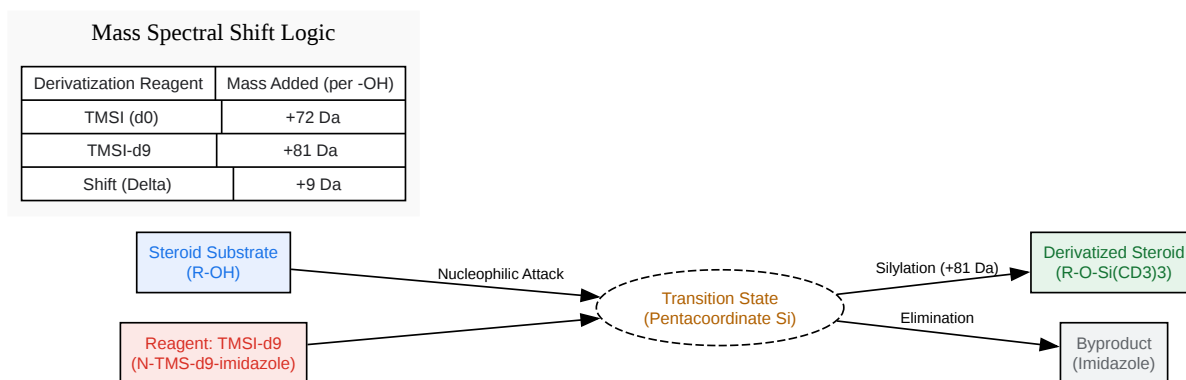 Mass Spectral Shift Logic
Derivatization Reagent Mass Added (per -OH)
TMSI (d0) +72 Da
TMSI-d9 +81 Da
Shift (Delta) +9 Da
Steroid Substrate
(R-OH)
Nucleophilic Attack
Reagent: TMSI-d9
(N-TMS-d9-imidazole)
Transition State
(Pentacoordinate Si)
Silylation (+81 Da)
Elimination
Derivatized Steroid
(R-O-Si(CD3)3)
Byproduct
(Imidazole)